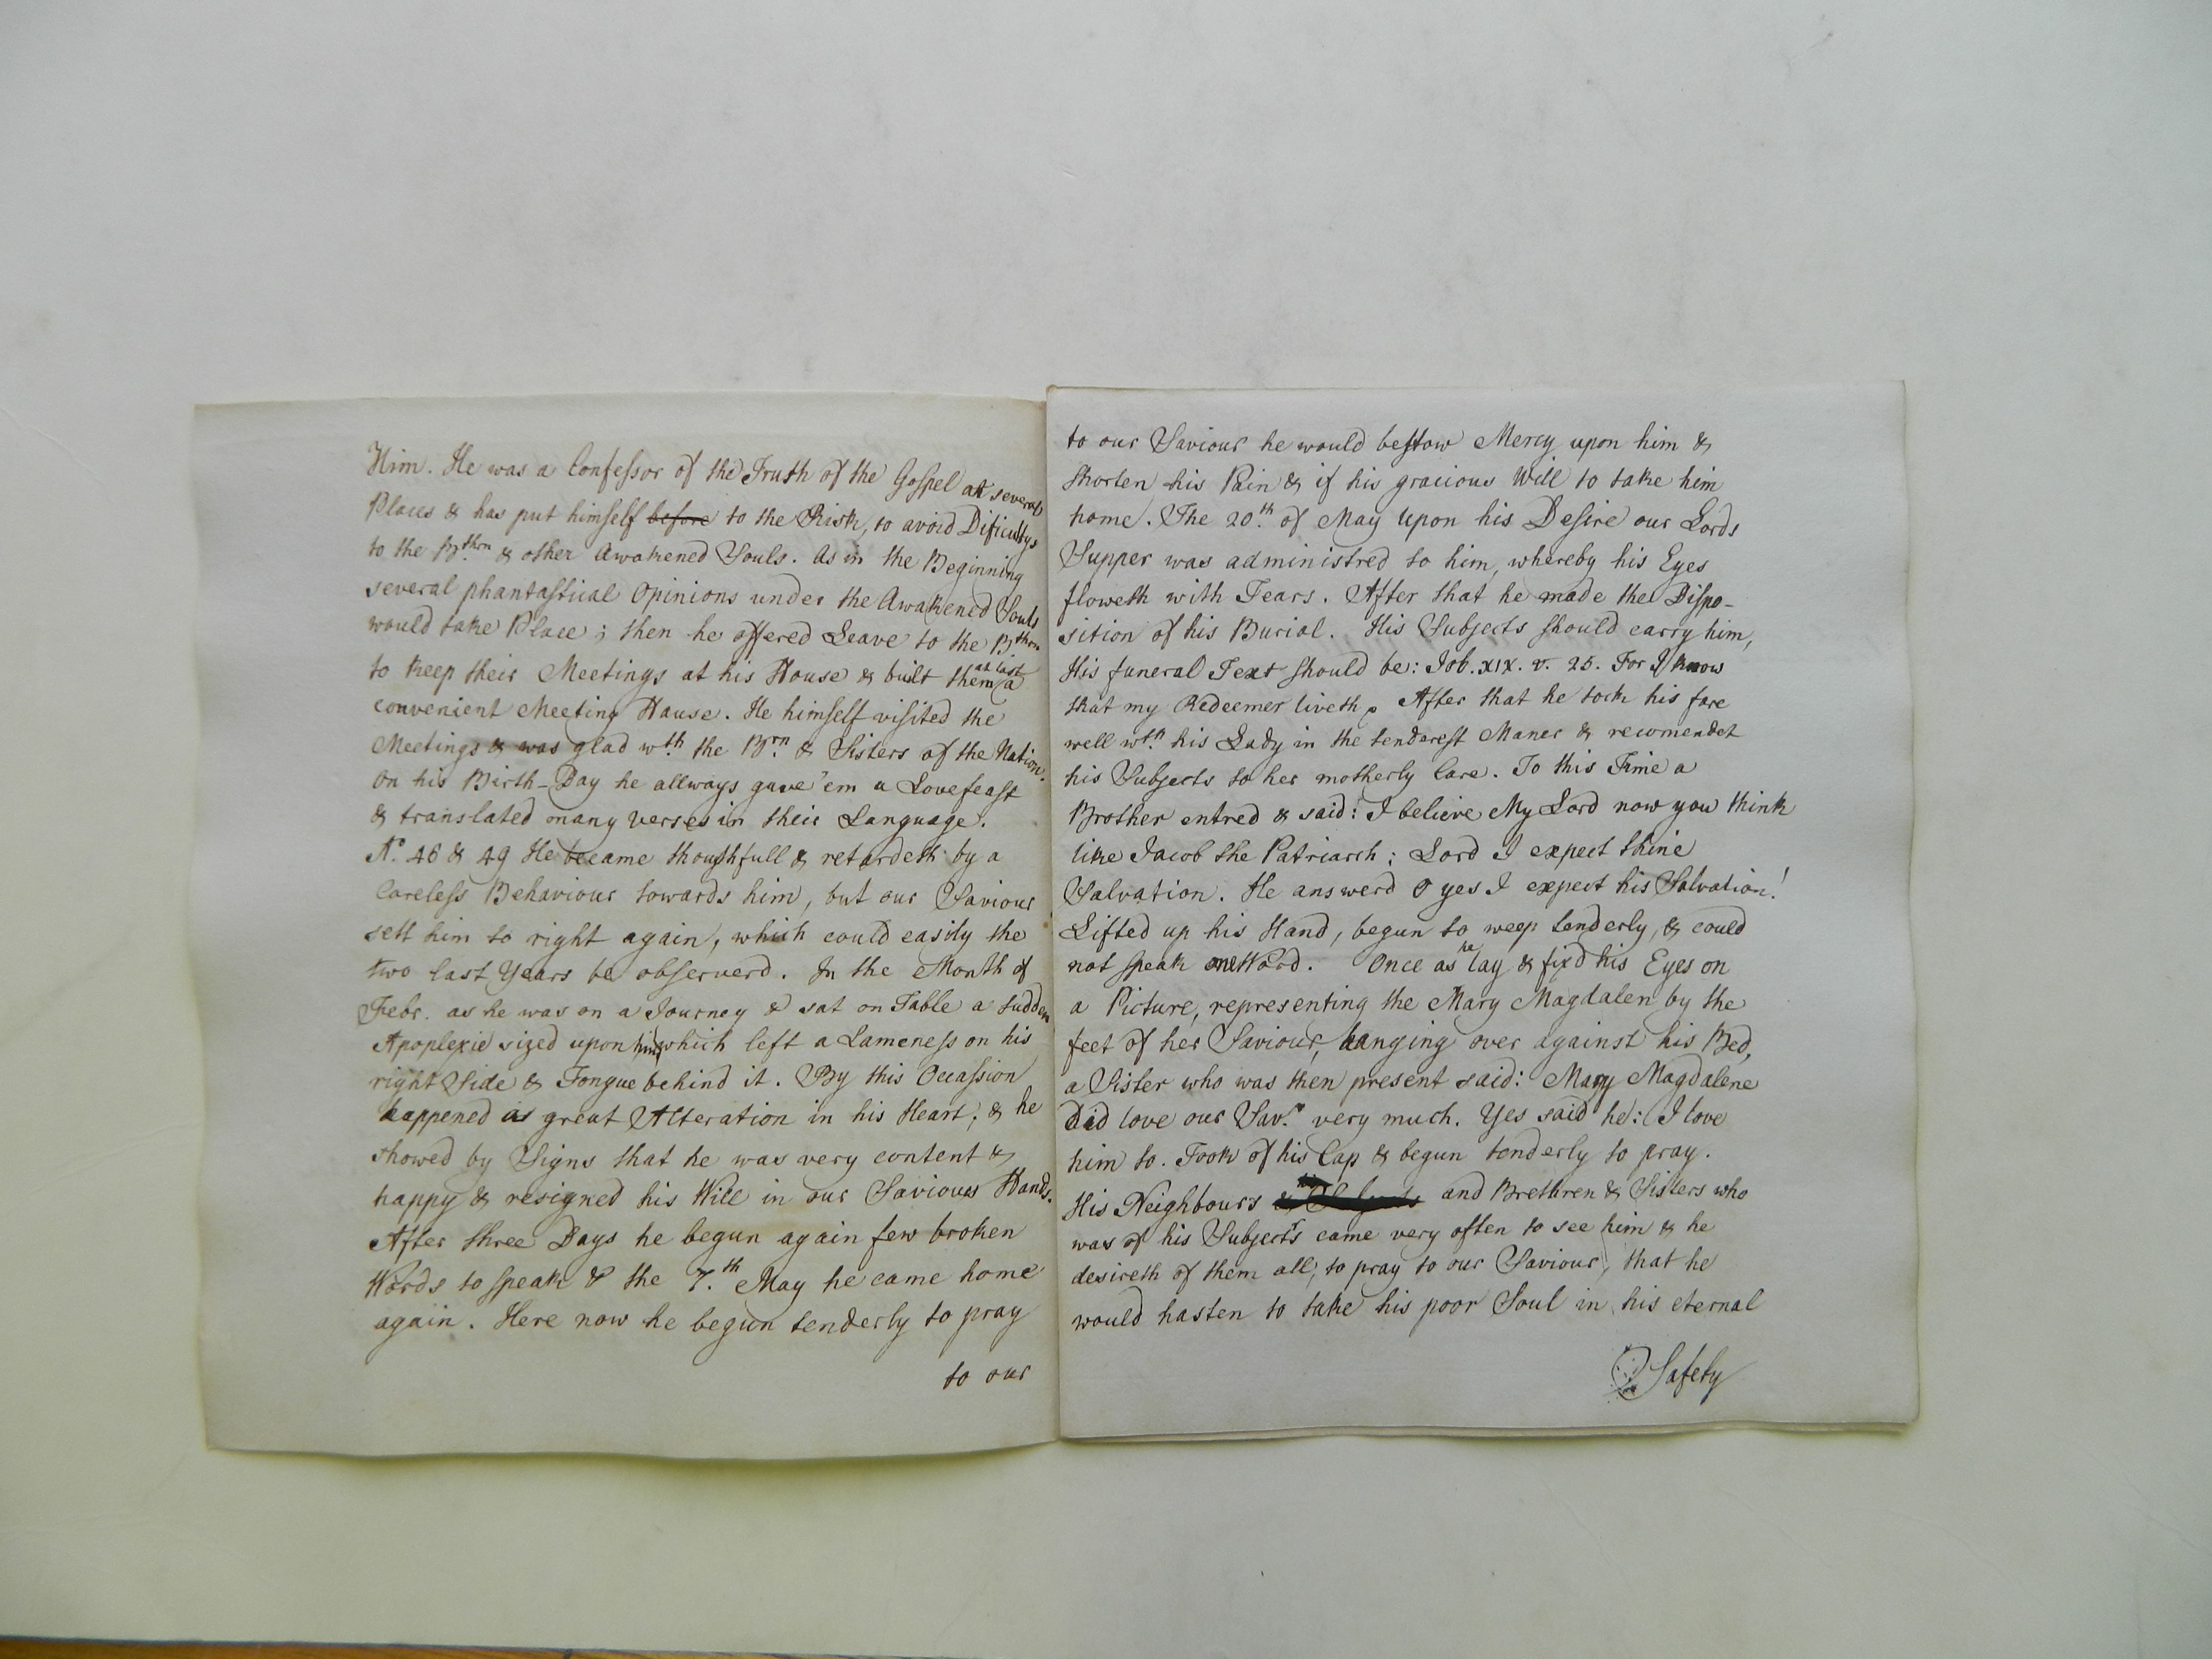 Him. He was a Confessor of the Truth of the Gospel at several
Places & has put himself before to the Risk, to avoid Dificultys
to the Bthrn & other Awakened Souls. As in the Beginning
several phantastical Opinions under the Awakened Souls
would take Place; then he offered Leave to the Bthrn
to keep their Meetings at his House & built them at last a
convenient Meeting Hause. He himself visited the
Meetings & was glad wth the Brn & Sisters of the Nation.
On his Birth-Day he allways gave 'em a Lovefeast
& translated many verses in their Language.
Ao 46 & 49 He became thoughfull & retardeth by a
Careless Behaviour towards him, but our Saviour
sett him to right again, which could easily the
two last Years be observerd. In the Month of
Febr. as he was on a Journey & sat on Table a sudden
Apoplexie sized upon him, which left a Lameness on his
right Side & Tongue behind it. By this Occassion
happened as great Alteration in his Heart, & he
showed by Signs that he was very content &
happy & resigned his Will in our Saviours Hands.
After three Days he begun again few broken
Words to speak & the 7.th May he came home
again. Here now he begun tenderly to pray
to our
to our Saviour he would bestow Mercy upon him &
shorten his Pain & if his gracious Will to take him
home. The 20.th of May upon his Desire our Lords
Supper was administred to him, whereby his Eyes
floweth with Tears. After that he made the Dispo-
sition of his Burial. His Subjects should carry him,
His funeral Text should be: Job. XIX. v. 25. For I know
that my Redeemer liveth. After that he tock his fare
well wth his Lady in the tenderest Maner & recomendet
his Subjects to her motherly Care. To this Time a
Brother entred & said: I believe My Lord now you think
like Jacob the Patriarch; Lord I expect thine
Salvation. He answerd O yes I expect his Salvation!
Lifted up his Hand, begun to weep tenderly, & could
not speak one Word. Once as he lay & fix'd his Eyes on
a Picture, representing the Mary Magdalen by the
feet of her Saviour, hanging over against his Bed,
a Sister who was then present said: Mary Magdalene
Did love our Savr very much. Yes said he: I love
him to. Took of his Cap & begun tenderly to pray.
His Neighbours and Brethren & Sisters who
was of his Subjects came very often to see him & he
desireth of them all, to pray to our Saviour, that he
would hasten to take his poor Soul in his eternal
Safety